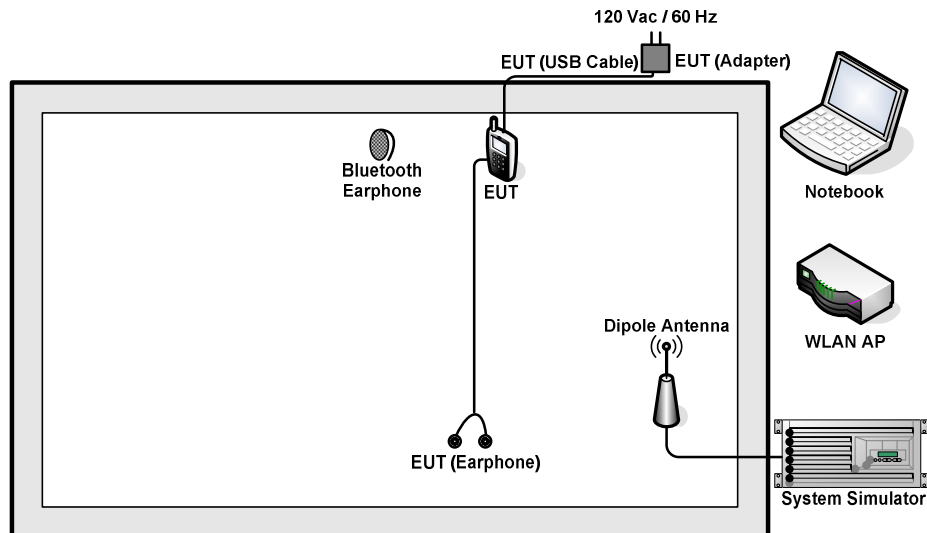 120 Vac / 60 Hz
EUT (USB Cable)
EUT (Adapter)
Bluetooth
Earphone
EUT
Notebook
WLAN AP
Dipole Antenna
EUT (Earphone)
System Simulator